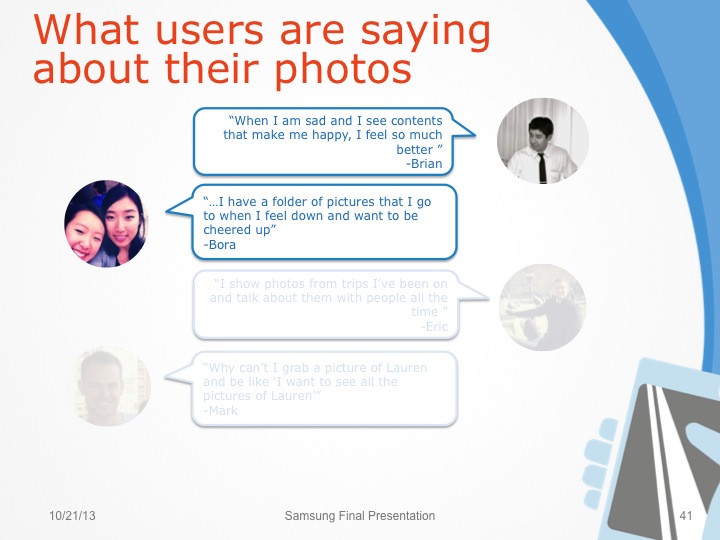 What users are saying
about their photos
“When I am sad and I see contents
that make me happy, I feel so much
better ”
-Brian
“…I have a folder of pictures that I go
to when I feel down and want to be
cheered up”
-Bora
“I show photos from trips I’ve been on
and talk about them with people all the
time “
-Eric
“Why can’t I grab a picture of Lauren
and be like ‘I want to see all the
pictures of Lauren’”
-Mark
10/21/13
Samsung Final Presentation
41